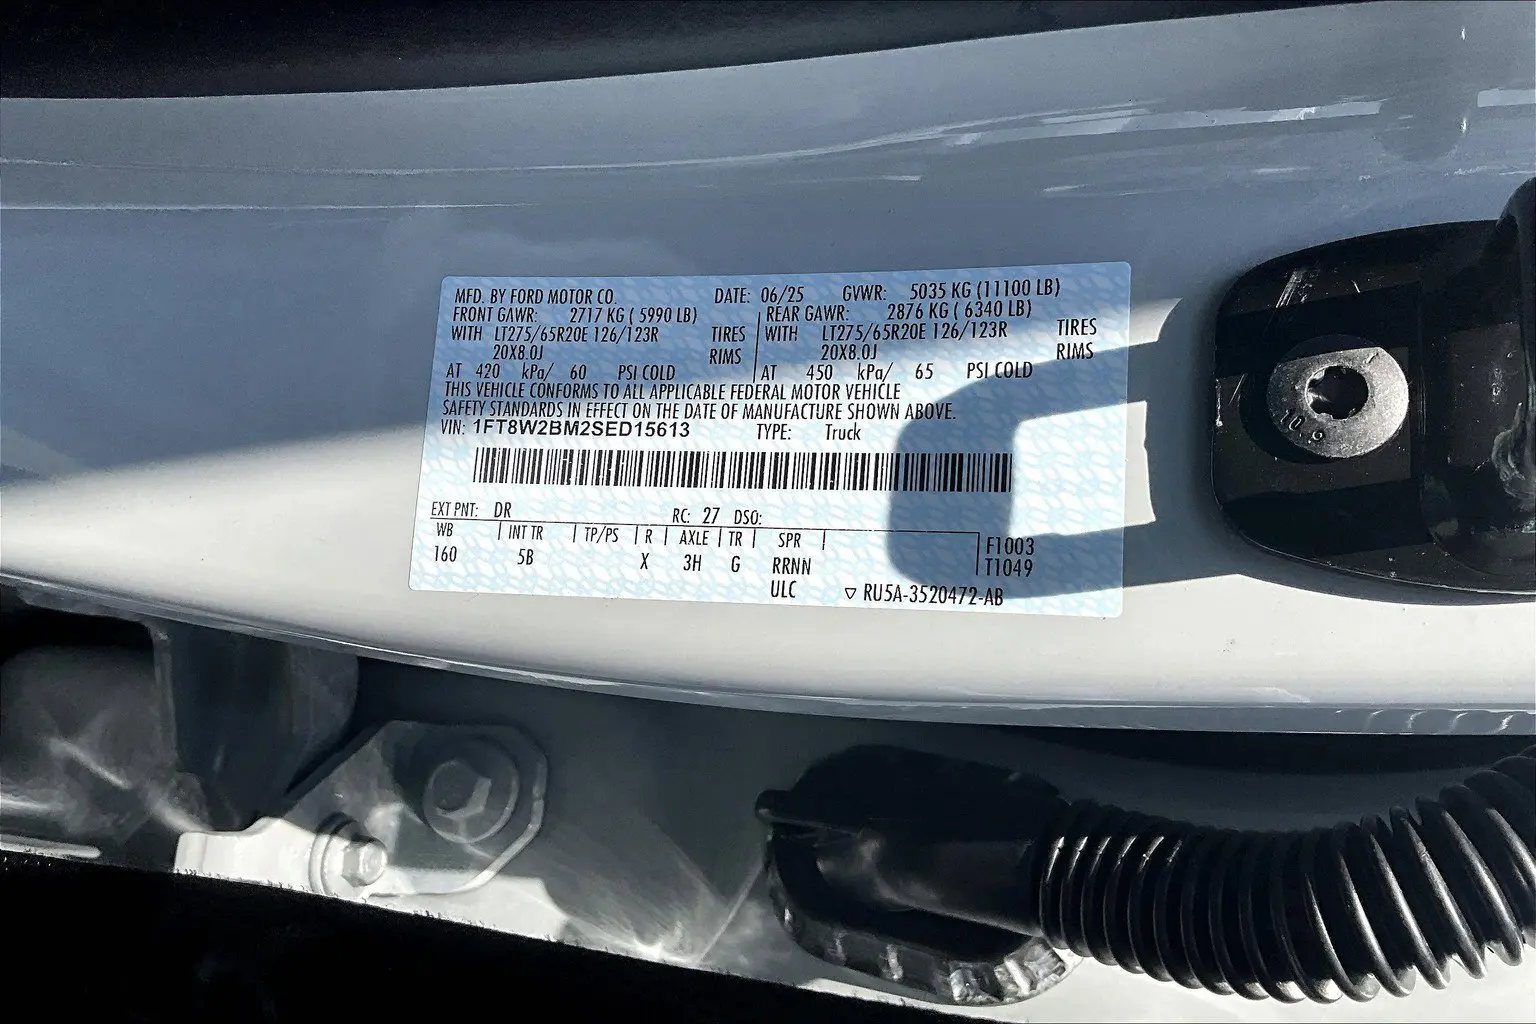 MFD. BY FORD MOTOR CO. DATE: 06/25 GVWR: 5035 KG (11100 LB)
FRONT GAWR: 2717 KG ( 5990 LB) REAR GAWR: 2876 KG ( 6340 LB)
WITH LT275/65R20E 126/123R TIRES WITH LT275/65R20E 126/123R TIRES
20X8.0J RIMS 20X8.0J RIMS
AT 420 kPa/ 60 PSI COLD AT 450 kPa/ 65 PSI COLD
THIS VEHICLE CONFORMS TO ALL APPLICABLE FEDERAL MOTOR VEHICLE
SAFETY STANDARDS IN EFFECT ON THE DATE OF MANUFACTURE SHOWN ABOVE.
VIN: 1FT8W2BM2SED15613 TYPE: Truck
EXT PNT: DR RC: 27 DSO:
WB INT TR TP/PS R AXLE TR SPR F1003
160 5B X 3H G RRNN T1049
ULC ▽ RU5A-3520472-AB
10.9